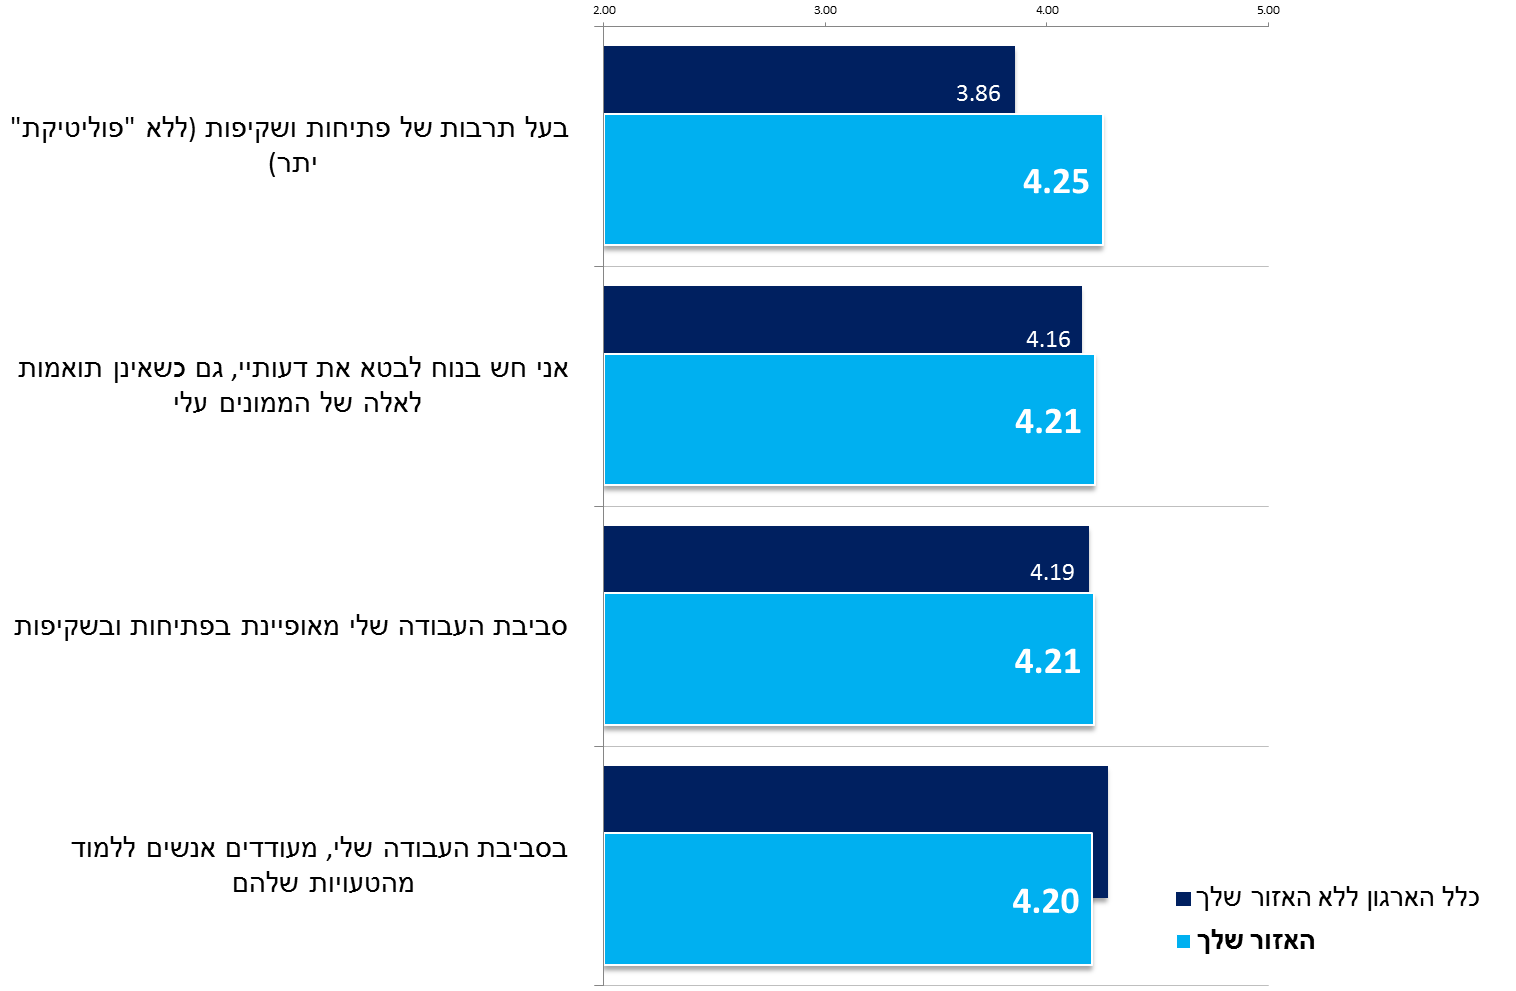 2.00 3.00 4.00 5.00
בעל תרבות של פתיחות ושקיפות (ללא "פוליטיקת"
יתר)
3.86
4.25
אני חש בנוח לבטא את דעותיי, גם כשאינן תואמות
לאלה של הממונים עלי
4.16
4.21
סביבת העבודה שלי מאופיינת בפתיחות ובשקיפות
4.19
4.21
בסביבת העבודה שלי, מעודדים אנשים ללמוד
מהטעויות שלהם
4.20
כלל הארגון ללא האזור שלך
האזור שלך